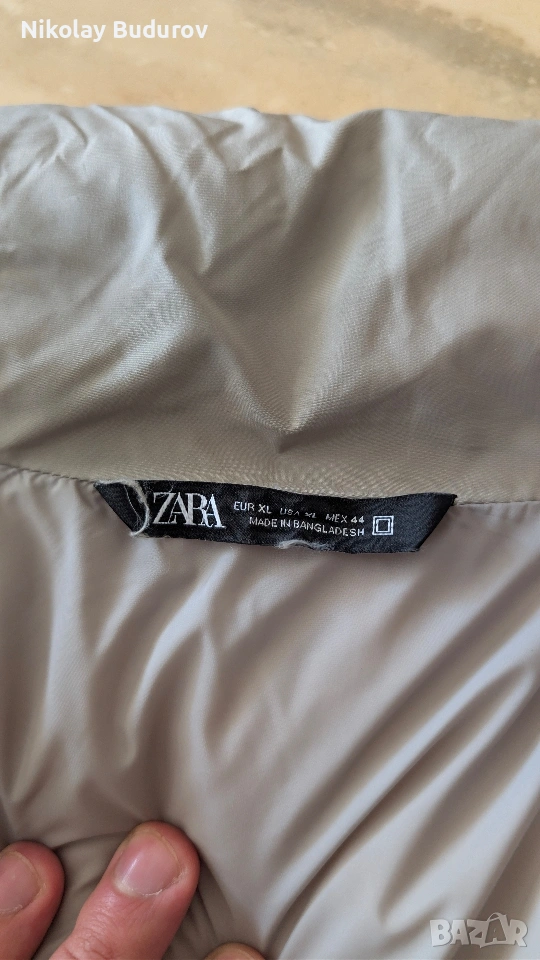 Nikolay Budurov
ZARA
EUR XL USA XL MEX 44
MADE IN BANGLADESH
BAZAR